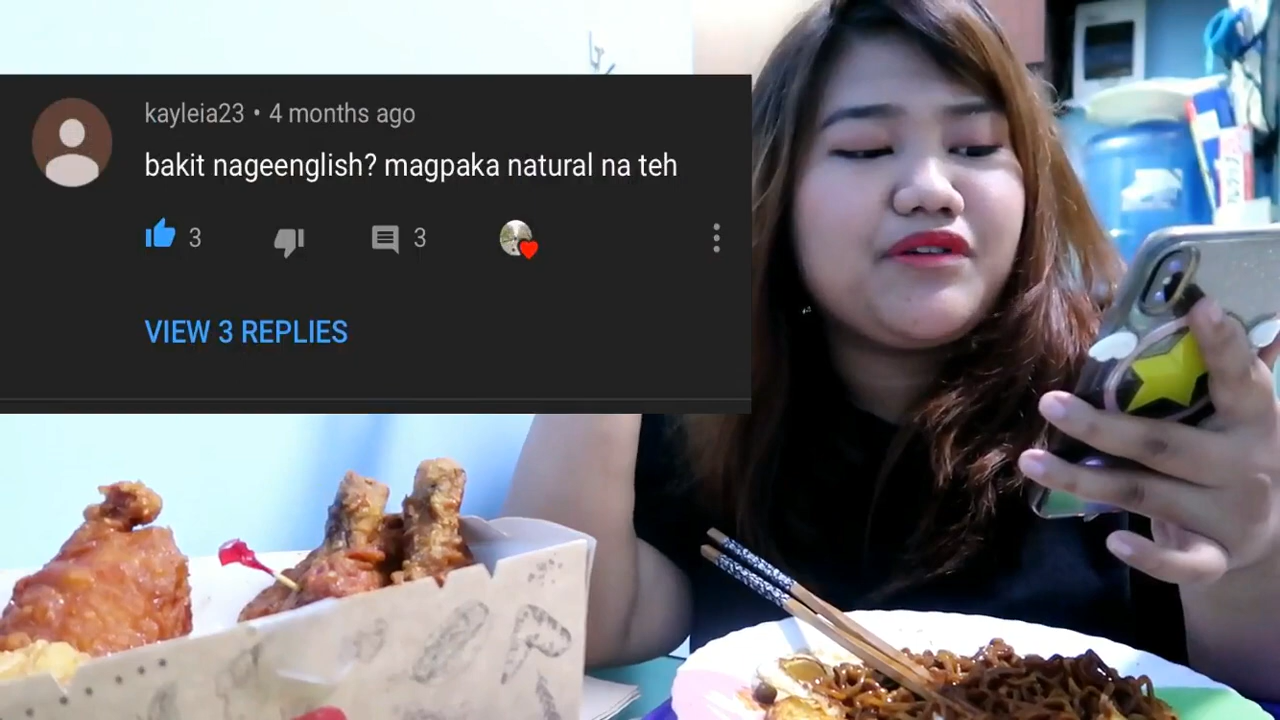 kayleia23 • 4 months ago
bakit nageenglish? magpaka natural na teh
3
3
VIEW 3 REPLIES